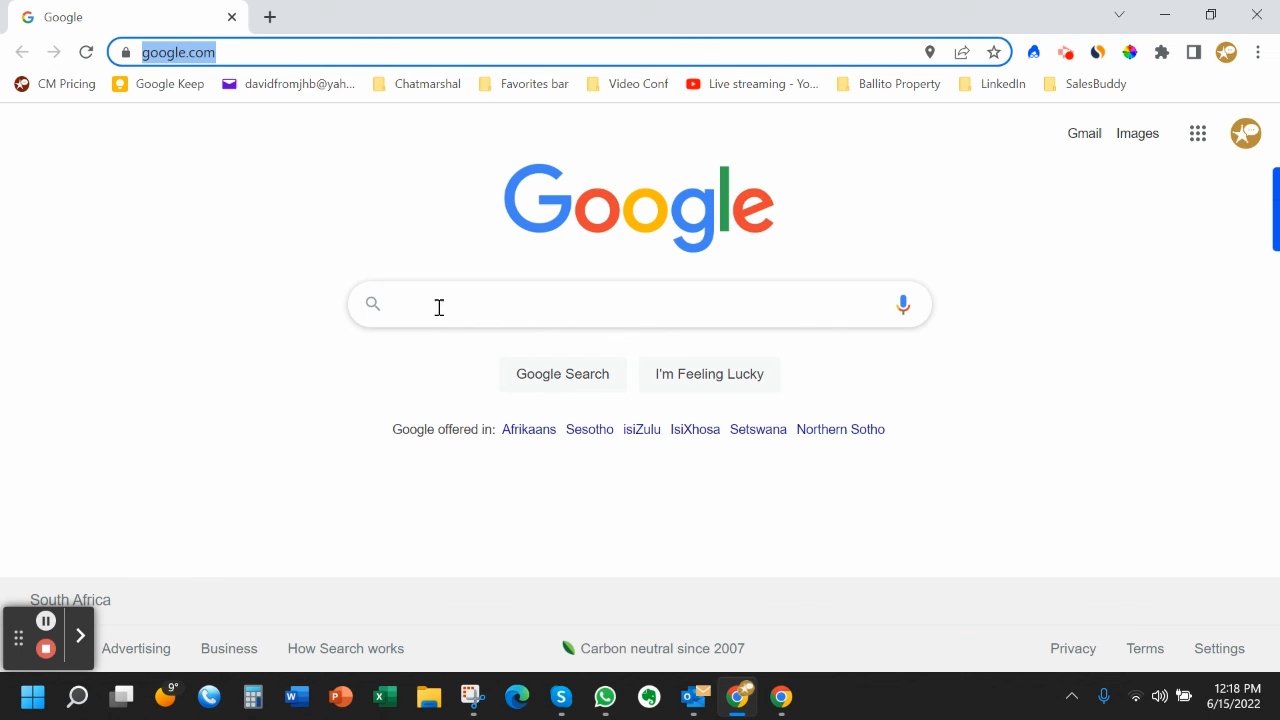 Google
google.com
CM Pricing
Google Keep
davidfromjhb@yah...
Chatmarshal
Favorites bar
Video Conf
Live streaming - Yo...
Ballito Property
LinkedIn
SalesBuddy
Gmail
Images
Google
Google Search
I'm Feeling Lucky
Google offered in: Afrikaans Sesotho isiZulu IsiXhosa Setswana Northern Sotho
South Africa
Advertising
Business
How Search works
Carbon neutral since 2007
Privacy
Terms
Settings
9°
12:18 PM
6/15/2022